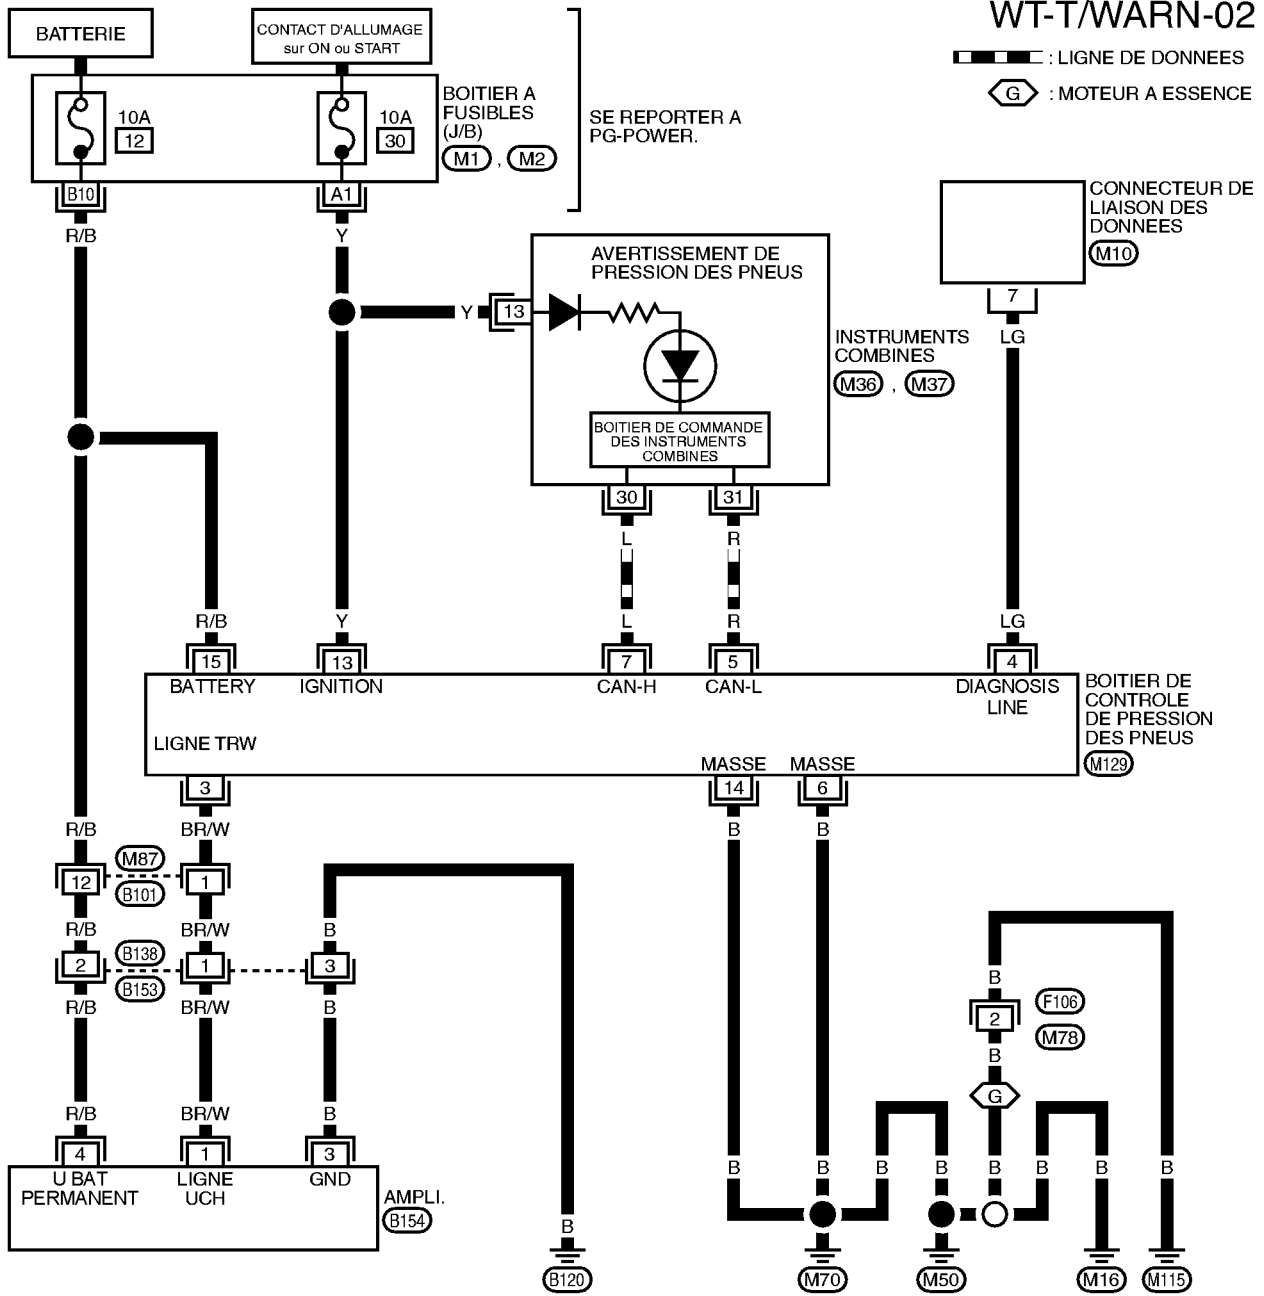 WT-T/WARN-02
: LIGNE DE DONNEES
G : MOTEUR A ESSENCE
BATTERIE
CONTACT D'ALLUMAGE
sur ON ou START
10A
12
10A
30
BOITIER A
FUSIBLES
(J/B)
M1 , M2
SE REPORTER A
PG-POWER.
B10
A1
R/B
Y
CONNECTEUR DE
LIAISON DES
DONNEES
M10
7
LG
AVERTISSEMENT DE
PRESSION DES PNEUS
Y
13
INSTRUMENTS
COMBINES
M36 , M37
BOITIER DE COMMANDE
DES INSTRUMENTS
COMBINES
30
31
L
R
R/B
Y
L
R
LG
15
13
7
5
4
BATTERY
IGNITION
CAN-H
CAN-L
DIAGNOSIS
LINE
BOITIER DE
CONTROLE
DE PRESSION
DES PNEUS
M129
LIGNE TRW
MASSE
MASSE
3
14
6
R/B
BR/W
B
B
M87
12
1
B101
R/B
BR/W
B
B138
2
1
3
B153
R/B
BR/W
B
B
2
F106
M78
B
G
R/B
BR/W
B
4
1
3
U BAT
PERMANENT
LIGNE
UCH
GND
AMPLI.
B154
B
B
B
B
B
B
B
B
B
B120
M70
M50
M16
M115